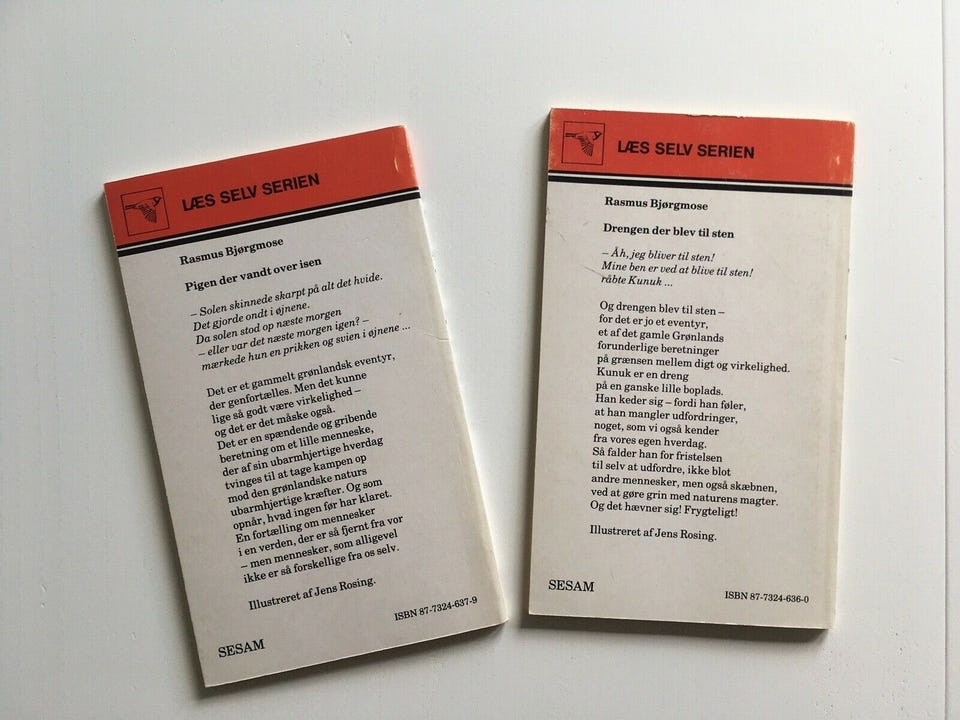 LÆS SELV SERIEN
Rasmus Bjørgmose
Pigen der vandt over isen
– Solen skinnede skarpt på alt det hvide.
Det gjorde ondt i øjnene.
Da solen stod op næste morgen
– eller var det næste morgen igen? –
mærkede hun en prikken og svien i øjnene ...
Det er et gammelt grønlandsk eventyr,
der genfortælles. Men det kunne
lige så godt være virkelighed –
og det er det måske også.
Det er en spændende og gribende
beretning om et lille menneske,
der af sin ubarmhjertige hverdag
tvinges til at tage kampen op
mod den grønlandske naturs
ubarmhjertige kræfter. Og som
opnår, hvad ingen før har klaret.
En fortælling om mennesker
i en verden, der er så fjernt fra vor
– men mennesker, som alligevel
ikke er så forskellige fra os selv.
Illustreret af Jens Rosing.
ISBN 87-7324-637-9
SESAM
LÆS SELV SERIEN
Rasmus Bjørgmose
Drengen der blev til sten
– Åh, jeg bliver til sten!
Mine ben er ved at blive til sten!
råbte Kunuk ...
Og drengen blev til sten –
for det er jo et eventyr,
et af det gamle Grønlands
forunderlige beretninger
på grænsen mellem digt og virkelighed.
Kunuk er en dreng
på en ganske lille boplads.
Han keder sig – fordi han føler,
at han mangler udfordringer,
noget, som vi også kender
fra vores egen hverdag.
Så falder han for fristelsen
til selv at udfordre, ikke blot
andre mennesker, men også skæbnen,
ved at gøre grin med naturens magter.
Og det hævner sig! Frygteligt!
Illustreret af Jens Rosing.
SESAM
ISBN 87-7324-636-0